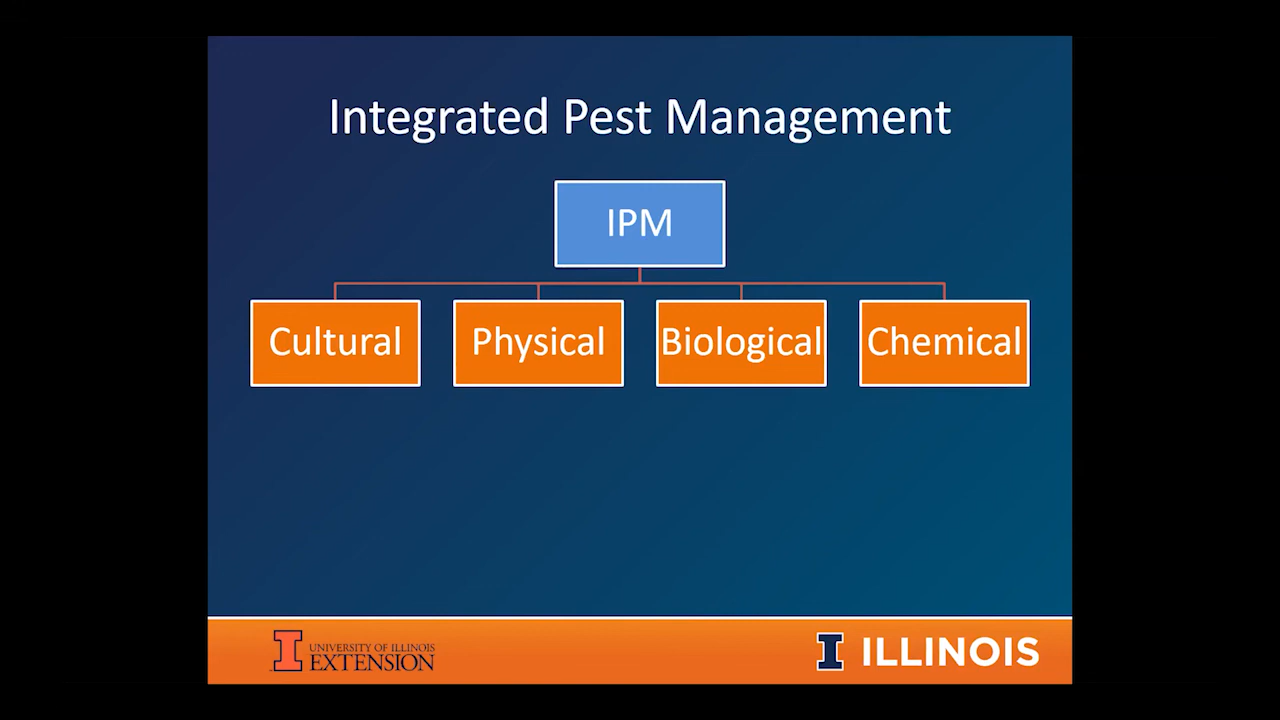 Integrated Pest Management
IPM
Cultural
Physical
Biological
Chemical
UNIVERSITY OF ILLINOIS
EXTENSION
ILLINOIS